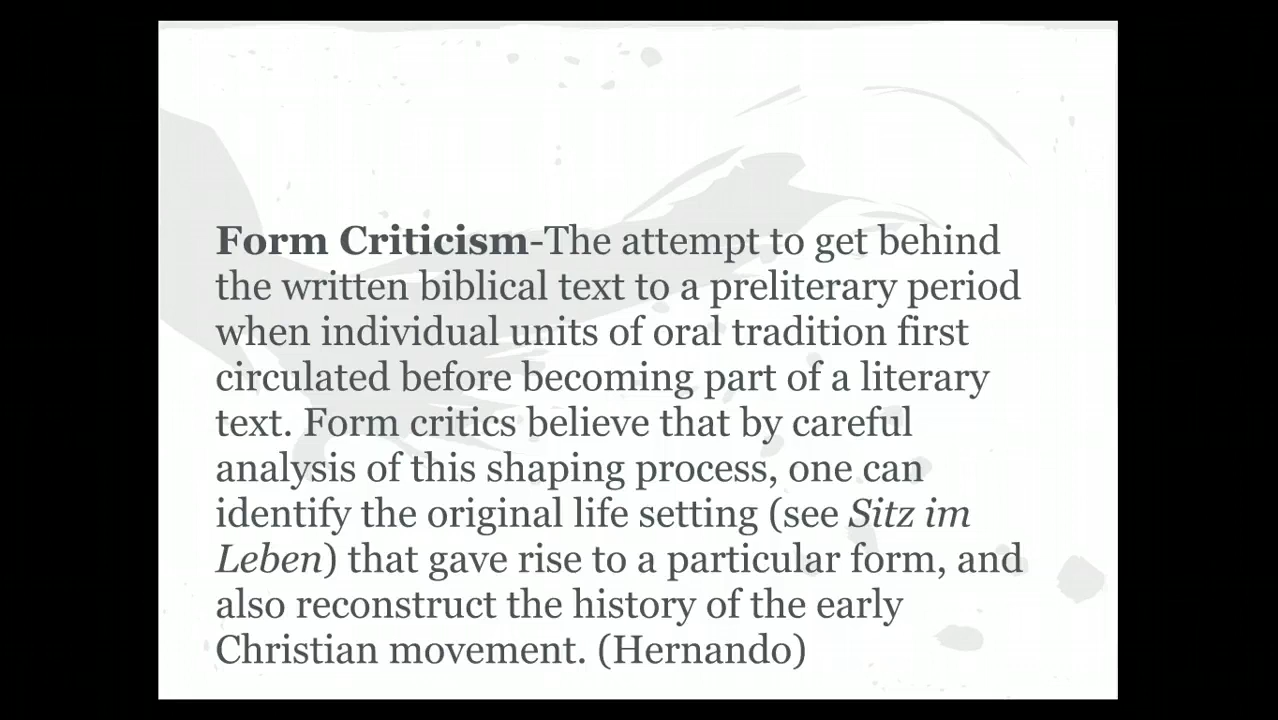 Form Criticism-The attempt to get behind
the written biblical text to a preliterary period
when individual units of oral tradition first
circulated before becoming part of a literary
text. Form critics believe that by careful
analysis of this shaping process, one can
identify the original life setting (see Sitz im
Leben) that gave rise to a particular form, and
also reconstruct the history of the early
Christian movement. (Hernando)